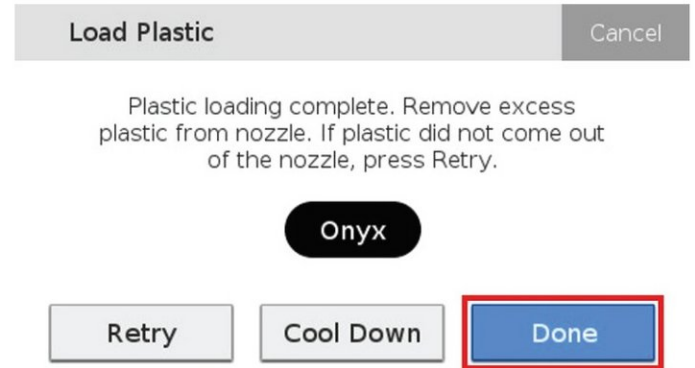 Load Plastic
Cancel
Plastic loading complete. Remove excess
plastic from nozzle. If plastic did not come out
of the nozzle, press Retry.
Onyx
Retry
Cool Down
Done